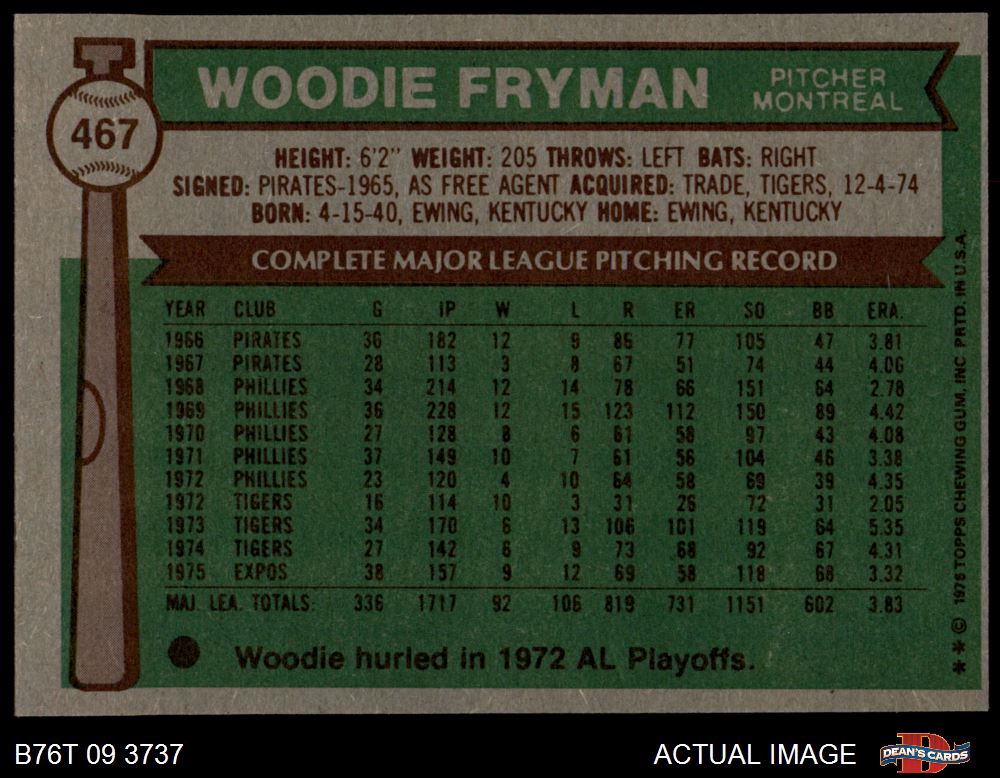 467
WOODIE FRYMAN
PITCHER
MONTREAL
HEIGHT: 6'2" WEIGHT: 205 THROWS: LEFT BATS: RIGHT
SIGNED: PIRATES-1965, AS FREE AGENT ACQUIRED: TRADE, TIGERS, 12-4-74
BORN: 4-15-40, EWING, KENTUCKY HOME: EWING, KENTUCKY
COMPLETE MAJOR LEAGUE PITCHING RECORD
YEAR CLUB G IP W L R ER SO BB ERA.
1966 PIRATES 36 182 12 9 86 77 105 47 3.81
1967 PIRATES 28 113 3 8 67 51 74 44 4.06
1968 PHILLIES 34 214 12 14 78 66 151 64 2.78
1969 PHILLIES 36 228 12 15 123 112 150 89 4.42
1970 PHILLIES 27 128 8 6 61 58 97 43 4.08
1971 PHILLIES 37 149 10 7 61 56 104 46 3.38
1972 PHILLIES 23 120 4 10 64 58 69 39 4.35
1972 TIGERS 16 114 10 3 31 26 72 31 2.05
1973 TIGERS 34 170 6 13 106 101 119 64 5.35
1974 TIGERS 27 142 6 9 73 68 92 67 4.31
1975 EXPOS 38 157 9 12 69 58 118 68 3.32
MAJ. LEA. TOTALS: 336 1717 92 106 819 731 1151 602 3.83
Woodie hurled in 1972 AL Playoffs.
** © 1976 TOPPS CHEWING GUM, INC PRTD. IN U.S.A.
B76T 09 3737
ACTUAL IMAGE
D
DEAN'S CARDS